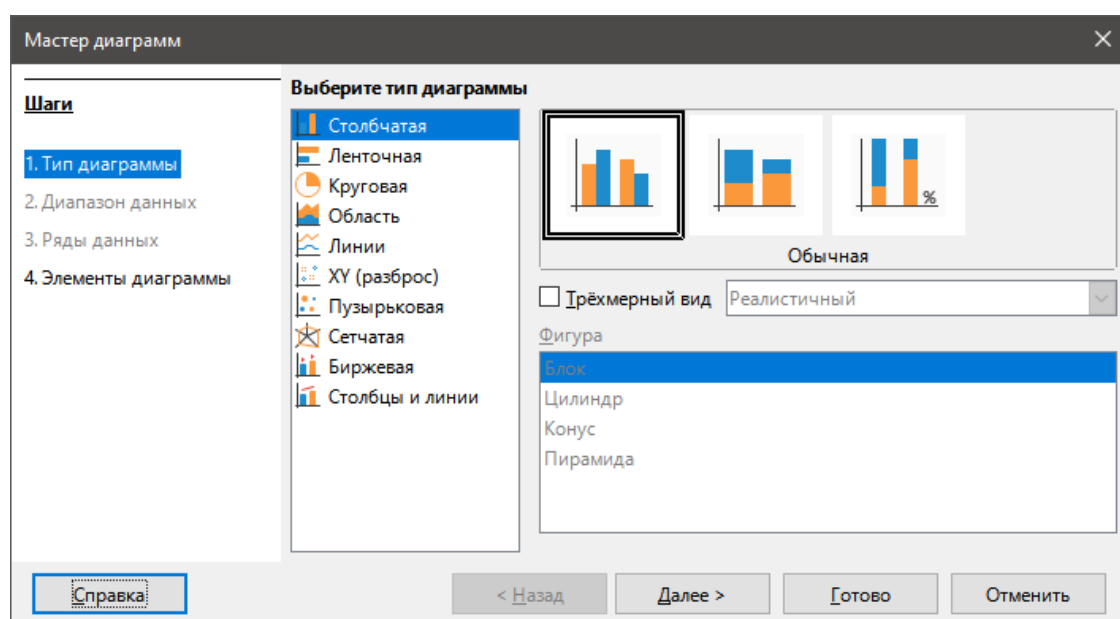 Мастер диаграмм
Шаги
1. Тип диаграммы
2. Диапазон данных
3. Ряды данных
4. Элементы диаграммы
Выберите тип диаграммы
Столбчатая
Ленточная
Круговая
Область
Линии
XY (разброс)
Пузырьковая
Сетчатая
Биржевая
Столбцы и линии
%
Обычная
Трёхмерный вид
Реалистичный
Фигура
Блок
Цилиндр
Конус
Пирамида
Справка
< Назад
Далее >
Готово
Отменить